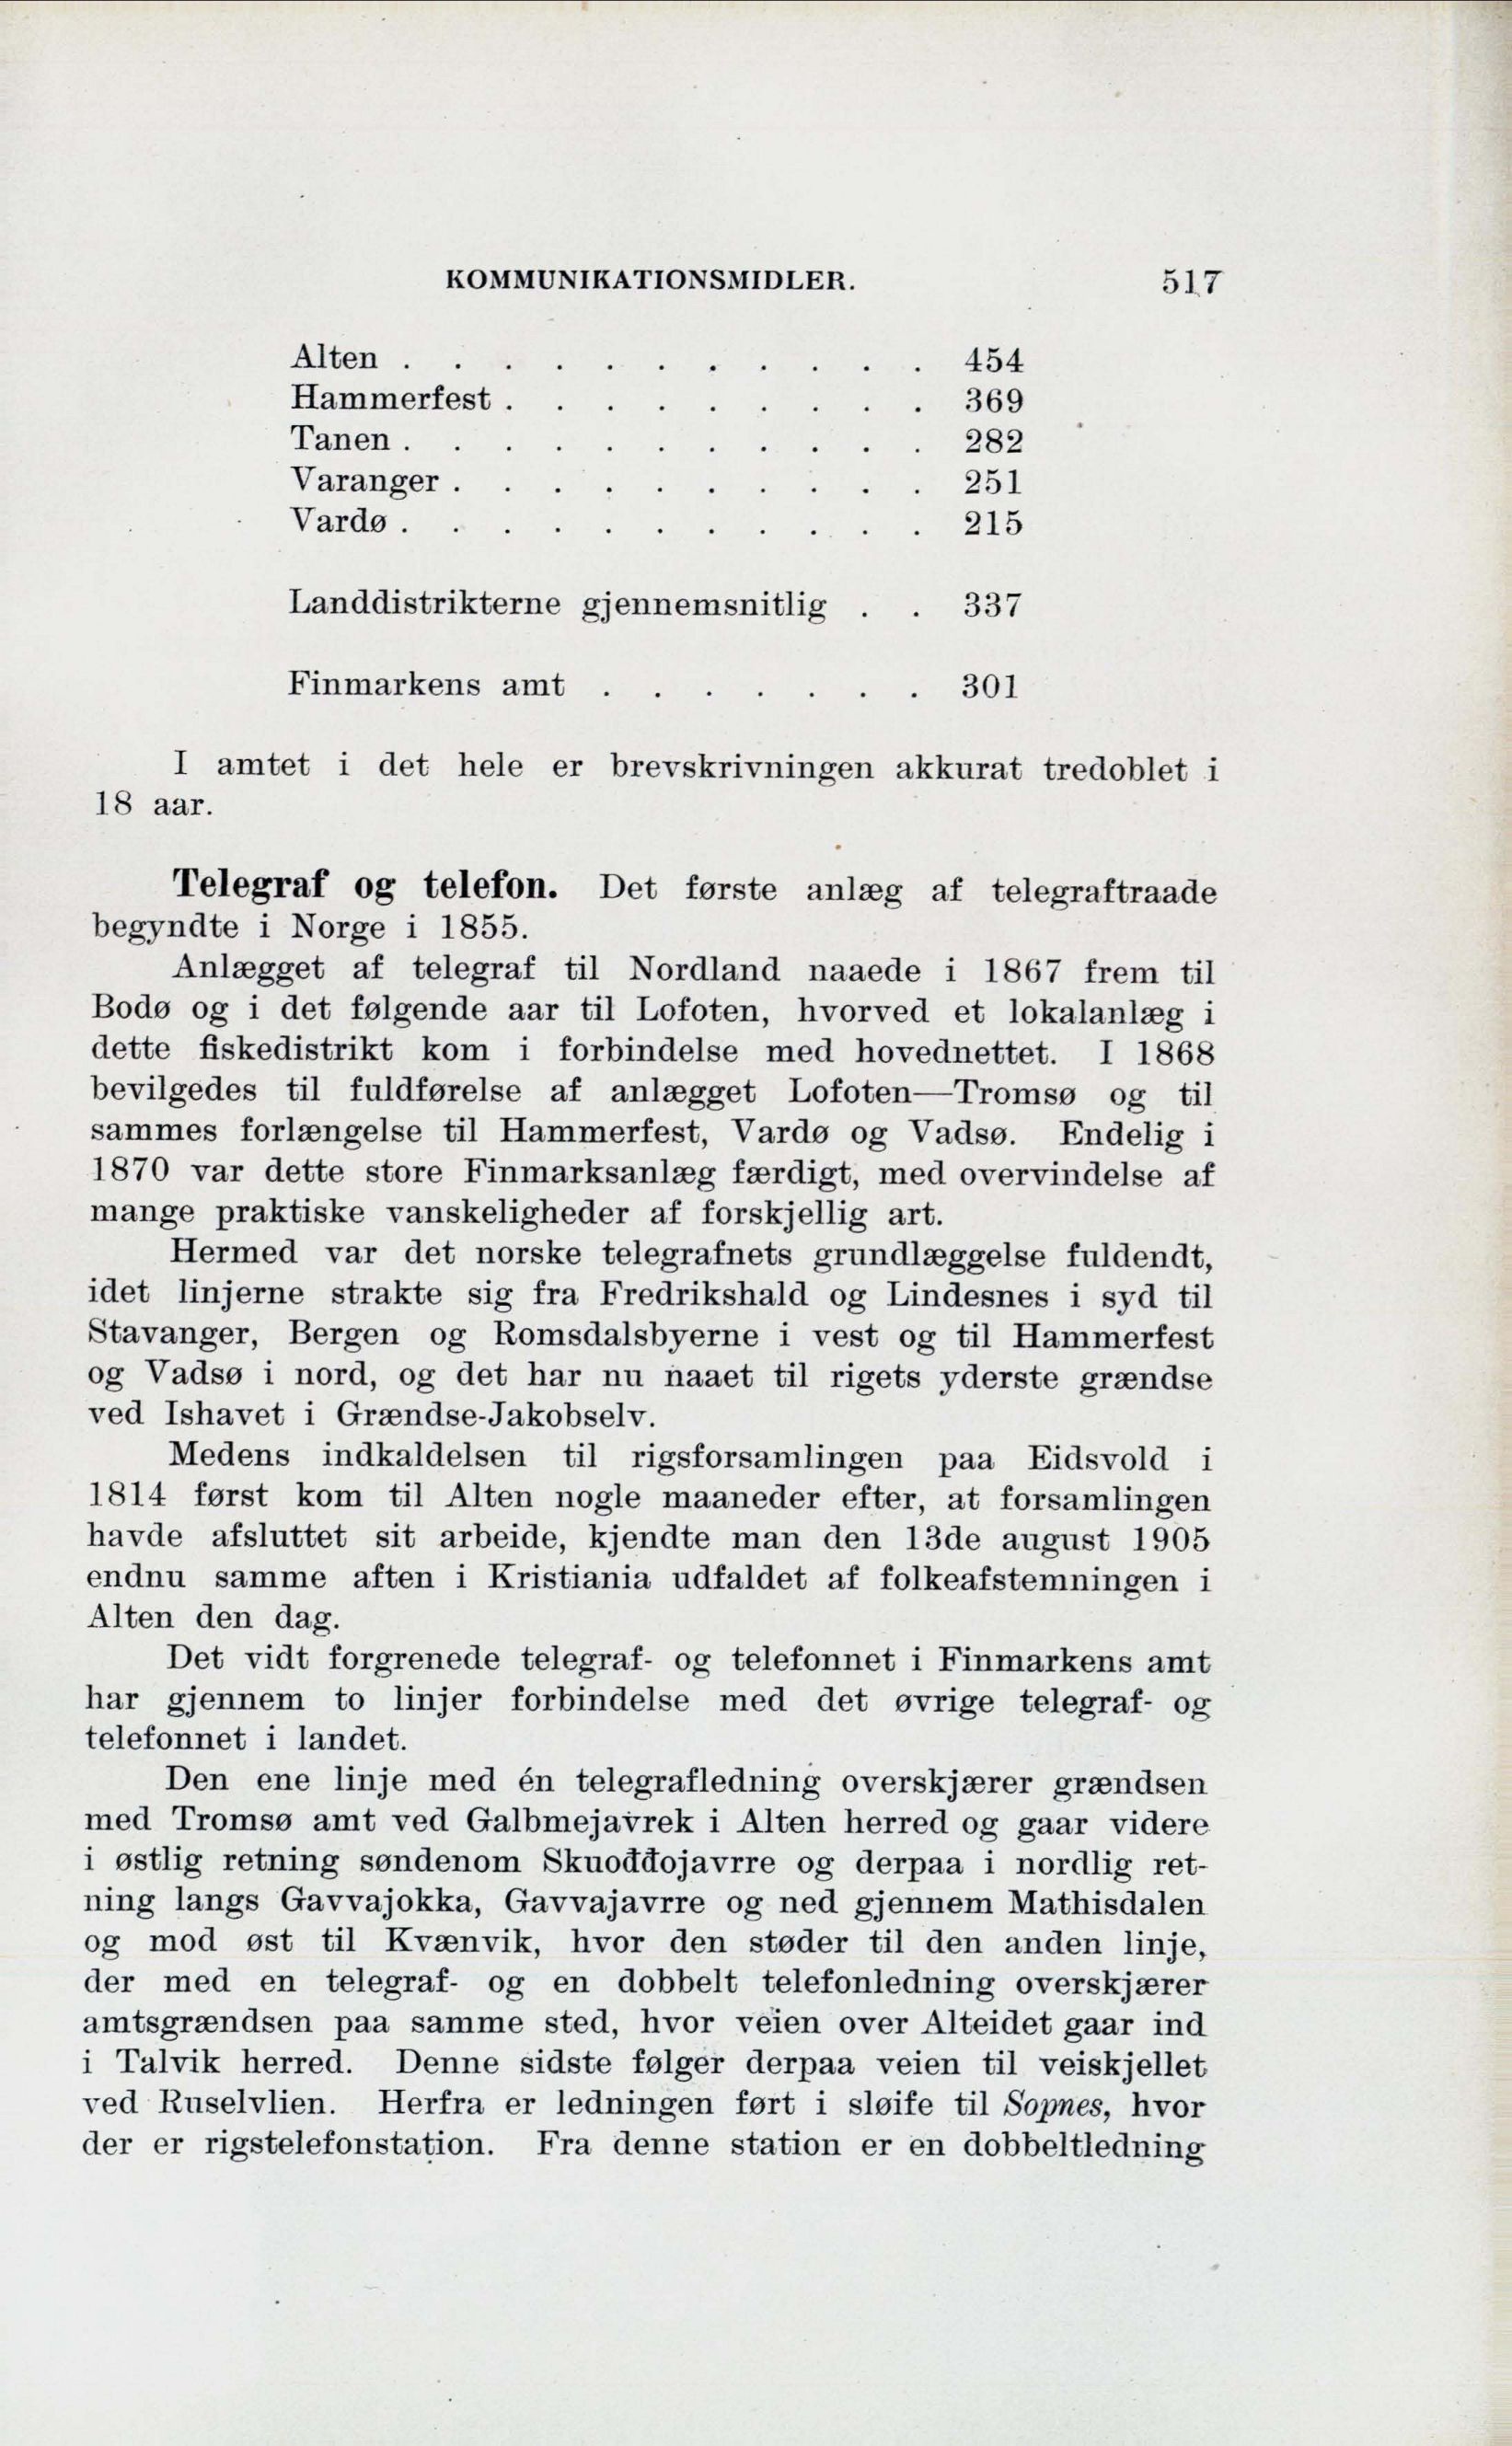 KOMMUNIKATIONSMIDLER. 517
Alten . . . . . . . . . . . 454
Hammerfest . . . . . . . . . 369
Tanen . . . . . . . . . . . 282
Varanger . . . . . . . . . . 251
Vardø . . . . . . . . . . . 215
Landdistrikterne gjennemsnitlig . . 337
Finmarkens amt . . . . . . . 301
I amtet i det hele er brevskrivningen akkurat tredoblet i
18 aar.
Telegraf og telefon. Det første anlæg af telegraftraade
begyndte i Norge i 1855.
Anlægget af telegraf til Nordland naaede i 1867 frem til
Bodø og i det følgende aar til Lofoten, hvorved et lokalanlæg i
dette fiskedistrikt kom i forbindelse med hovednettet. I 1868
bevilgedes til fuldførelse af anlægget Lofoten—Tromsø og til
sammes forlængelse til Hammerfest, Vardø og Vadsø. Endelig i
1870 var dette store Finmarksanlæg færdigt, med overvindelse af
mange praktiske vanskeligheder af forskjellig art.
Hermed var det norske telegrafnets grundlæggelse fuldendt,
idet linjerne strakte sig fra Fredrikshald og Lindesnes i syd til
Stavanger, Bergen og Romsdalsbyerne i vest og til Hammerfest
og Vadsø i nord, og det har nu naaet til rigets yderste grændse
ved Ishavet i Grændse-Jakobselv.
Medens indkaldelsen til rigsforsamlingen paa Eidsvold i
1814 først kom til Alten nogle maaneder efter, at forsamlingen
havde afsluttet sit arbeide, kjendte man den 13de august 1905
endnu samme aften i Kristiania udfaldet af folkeafstemningen i
Alten den dag.
Det vidt forgrenede telegraf- og telefonnet i Finmarkens amt
har gjennem to linjer forbindelse med det øvrige telegraf- og
telefonnet i landet.
Den ene linje med én telegrafledning overskjærer grændsen
med Tromsø amt ved Galbmejavrek i Alten herred og gaar videre
i østlig retning søndenom Skuođđojavrre og derpaa i nordlig ret-
ning langs Gavvajokka, Gavvajavrre og ned gjennem Mathisdalen
og mod øst til Kvænvik, hvor den støder til den anden linje,
der med en telegraf- og en dobbelt telefonledning overskjærer
amtsgrændsen paa samme sted, hvor veien over Alteidet gaar ind
i Talvik herred. Denne sidste følger derpaa veien til veiskjellet
ved Ruselvlien. Herfra er ledningen ført i sløife til Sopnes, hvor
der er rigstelefonstation. Fra denne station er en dobbeltledning